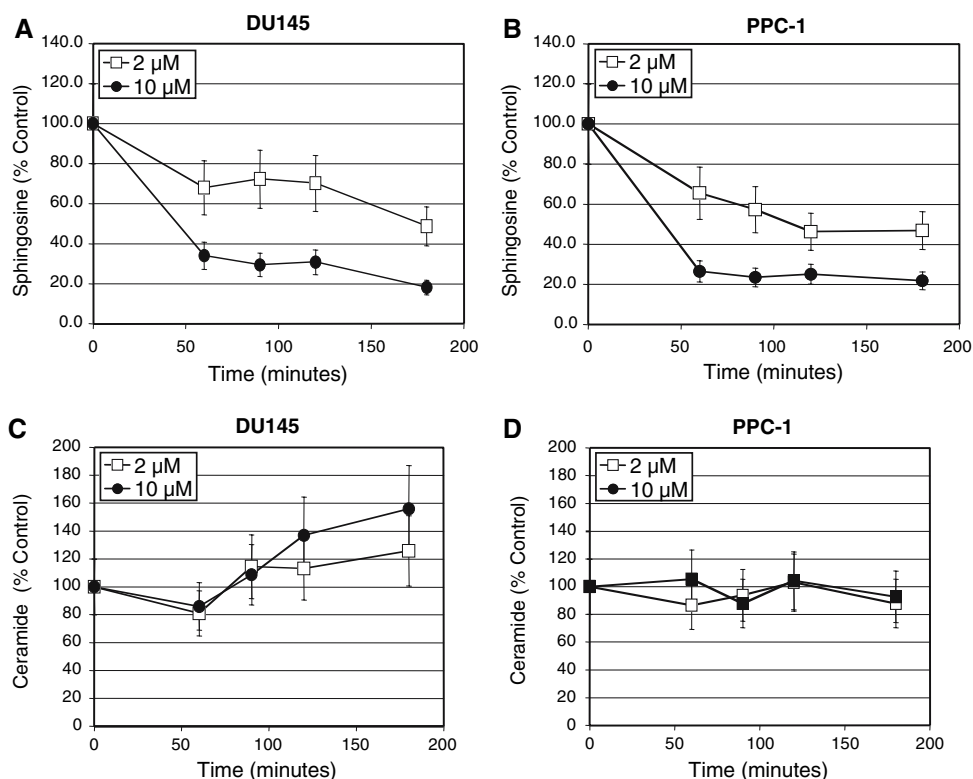 A
DU145
140.0
120.0
100.0
80.0
60.0
40.0
20.0
0.0
Sphingosine (% Control)
2 µM
10 µM
0
50
100
150
200
Time (minutes)
B
PPC-1
140.0
120.0
100.0
80.0
60.0
40.0
20.0
0.0
Sphingosine (% Control)
2 µM
10 µM
0
50
100
150
200
Time (minutes)
C
DU145
200
180
160
140
120
100
80
60
40
20
0
Ceramide (% Control)
2 µM
10 µM
0
50
100
150
200
Time (minutes)
D
PPC-1
200
180
160
140
120
100
80
60
40
20
0
Ceramide (% Control)
2 µM
10 µM
0
50
100
150
200
Time (minutes)